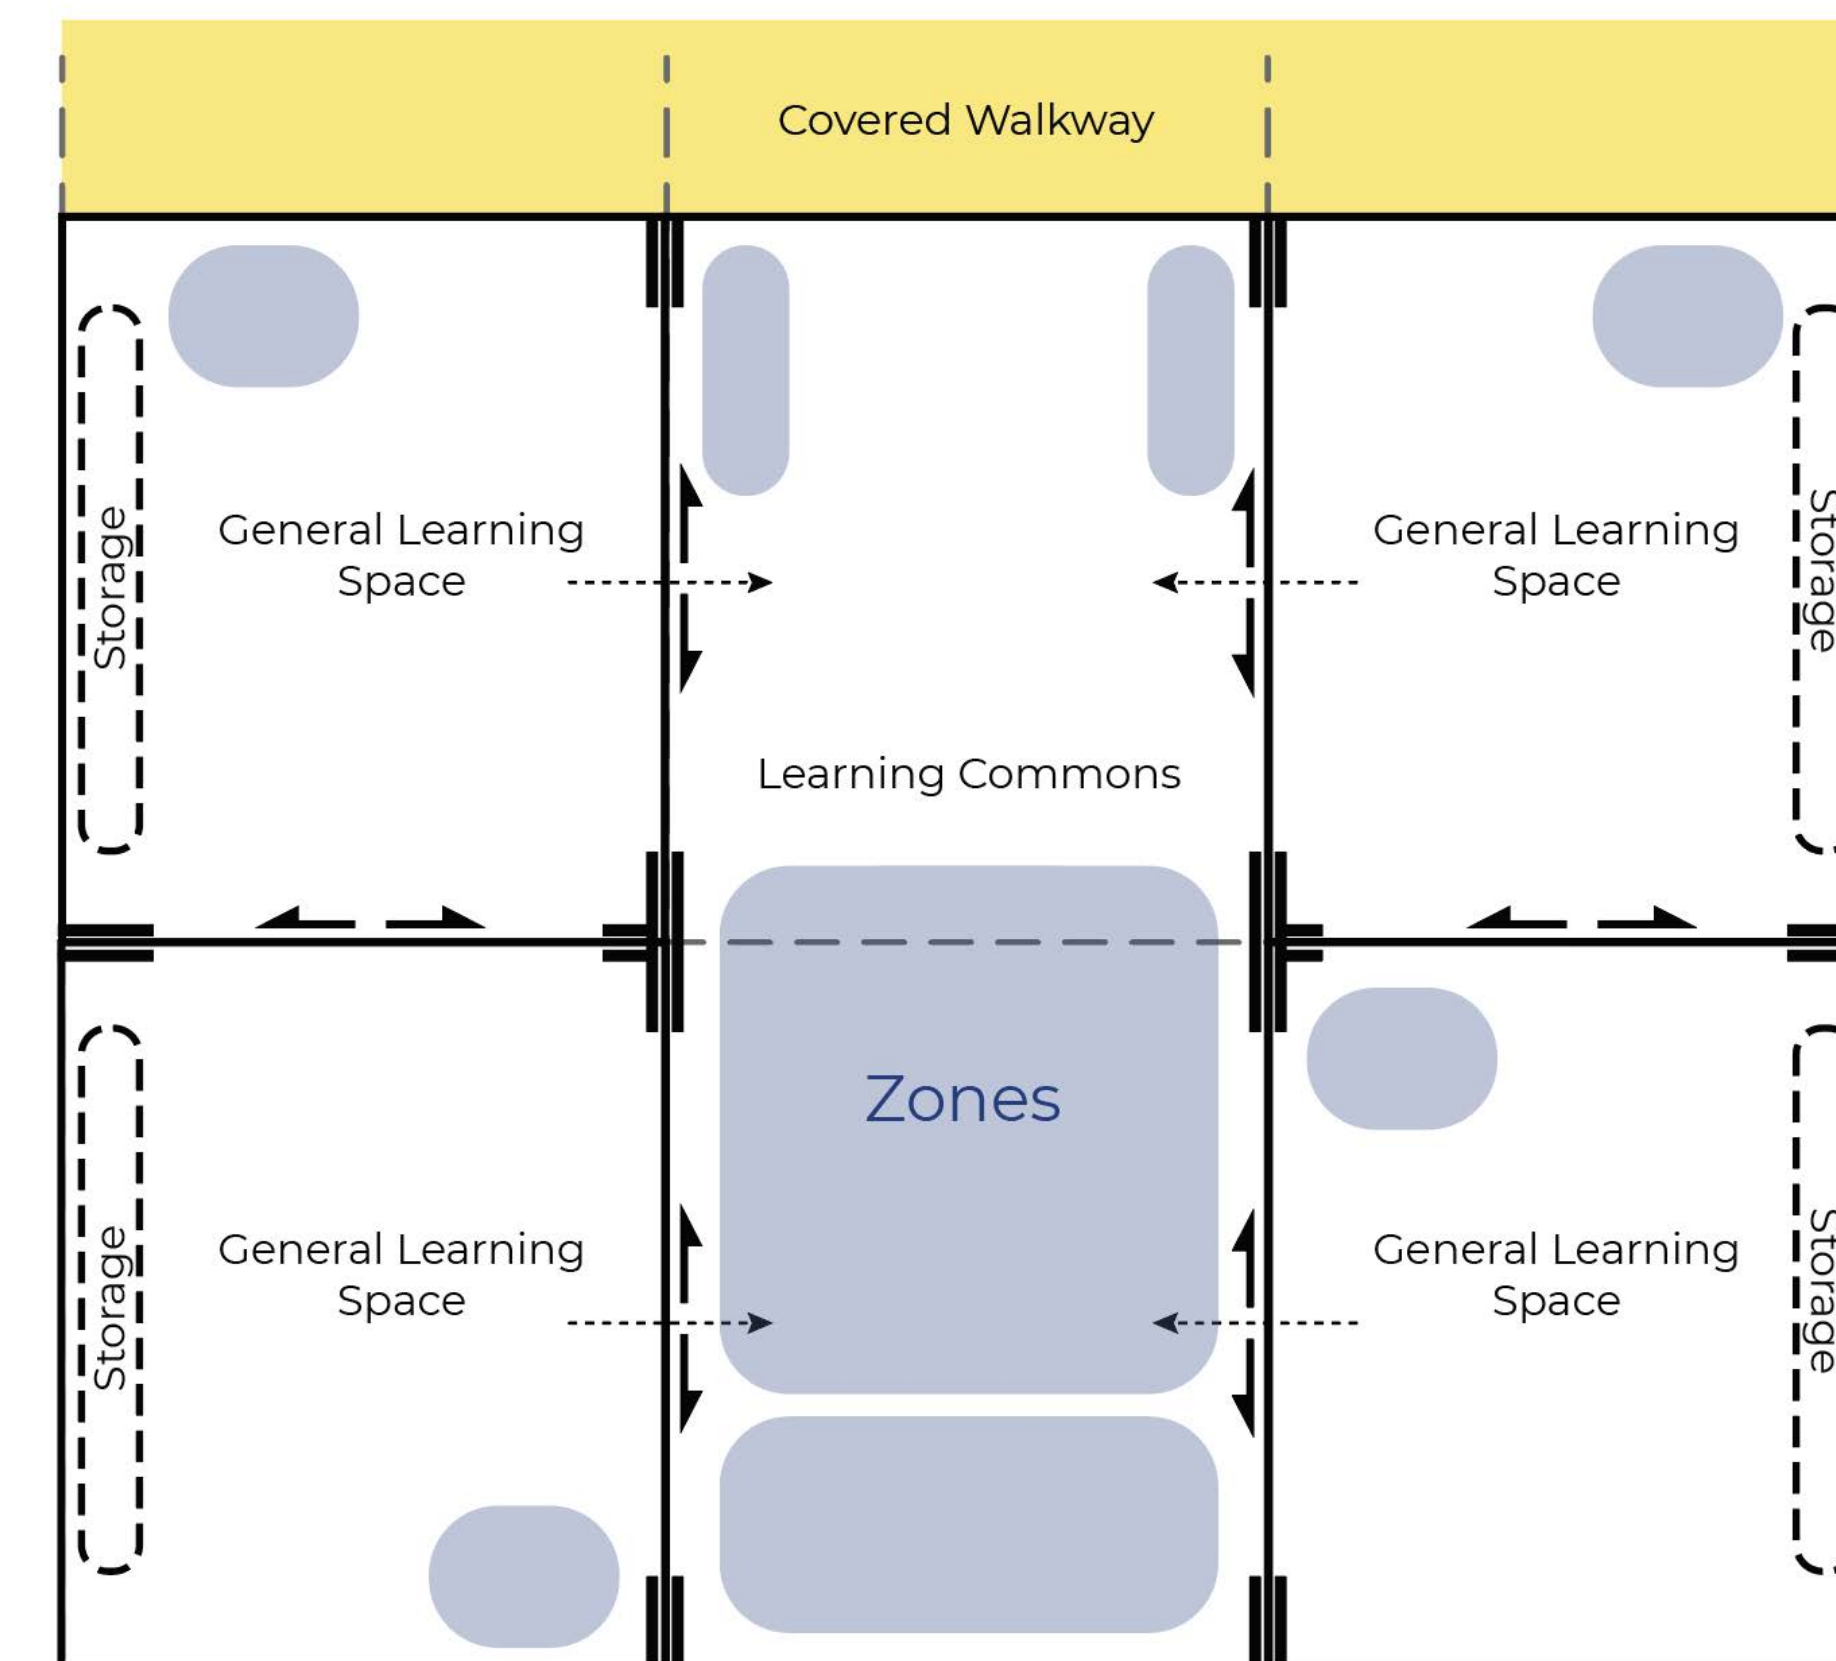 Covered Walkway
Storage
General Learning
Space
General Learning
Space
Storage
Learning Commons
Zones
Storage
General Learning
Space
General Learning
Space
Storage